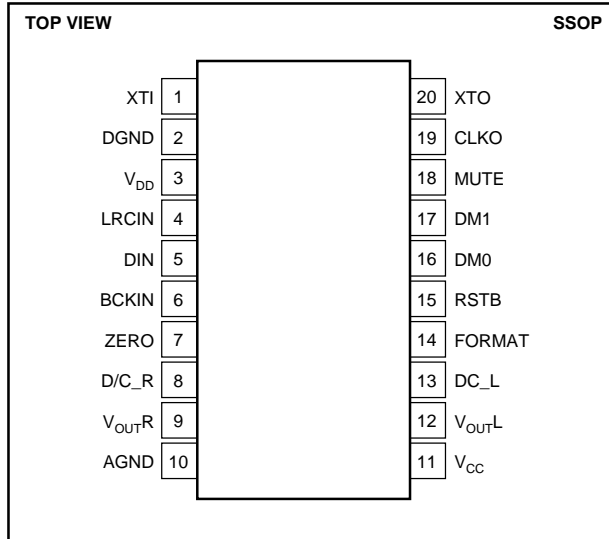 TOP VIEW SSOP
XTI 1 20 XTO
DGND 2 19 CLKO
VDD 3 18 MUTE
LRCIN 4 17 DM1
DIN 5 16 DM0
BCKIN 6 15 RSTB
ZERO 7 14 FORMAT
D/C_R 8 13 DC_L
VOUTR 9 12 VOUTL
AGND 10 11 VCC